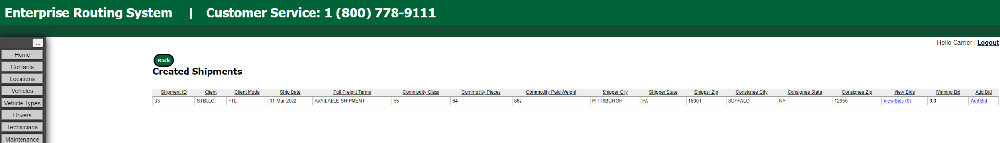 Enterprise Routing System | Customer Service: 1 (800) 778-9111
...
Hello Carrier | Logout
Home
Contacts
Locations
Vehicles
Vehicle Types
Drivers
Technicians
Maintenance
Back
Created Shipments
Shipment ID Client Client Mode Ship Date Full Freight Terms Commodity Class Commodity Pieces Commodity Paid Weight Shipper City Shipper State Shipper Zip Consignee City Consignee State Consignee Zip View Bids Winning Bid Add Bid
33 STBLLC FTL 31-Mar-2022 AVAILABLE SHIPMENT 55 64 862 PITTSBURGH PA 16001 BUFFALO NY 12950 View Bids (0) 0.0 Add Bid